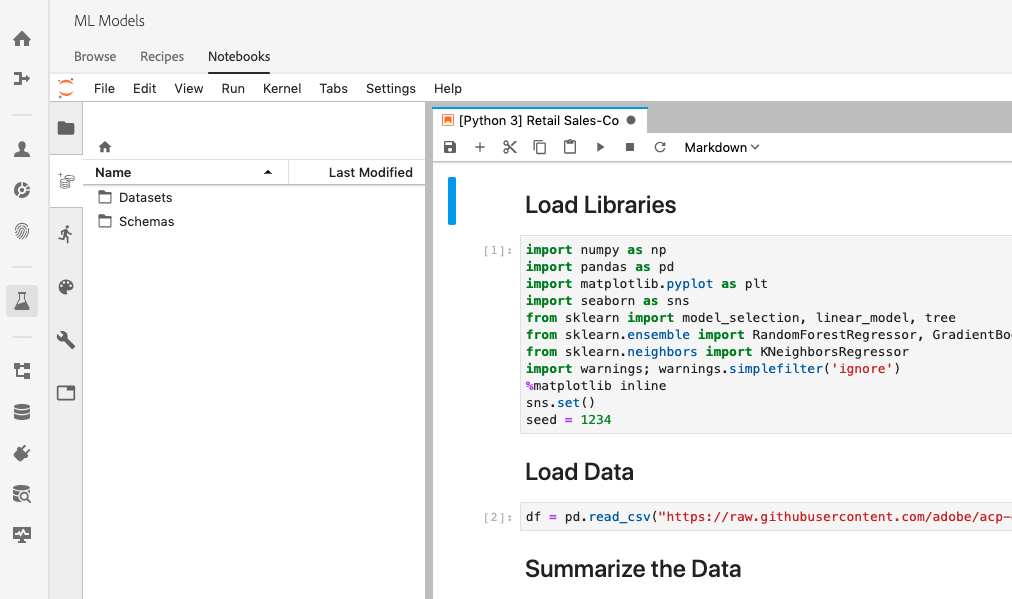 ML Models
Browse Recipes Notebooks
File Edit View Run Kernel Tabs Settings Help
[Python 3] Retail Sales-Co
Markdown
Name Last Modified
Datasets
Schemas
Load Libraries
[1]:
import numpy as np
import pandas as pd
import matplotlib.pyplot as plt
import seaborn as sns
from sklearn import model_selection, linear_model, tree
from sklearn.ensemble import RandomForestRegressor, GradientBo
from sklearn.neighbors import KNeighborsRegressor
import warnings; warnings.simplefilter('ignore')
%matplotlib inline
sns.set()
seed = 1234
Load Data
[2]:
df = pd.read_csv("https://raw.githubusercontent.com/adobe/acp-
Summarize the Data